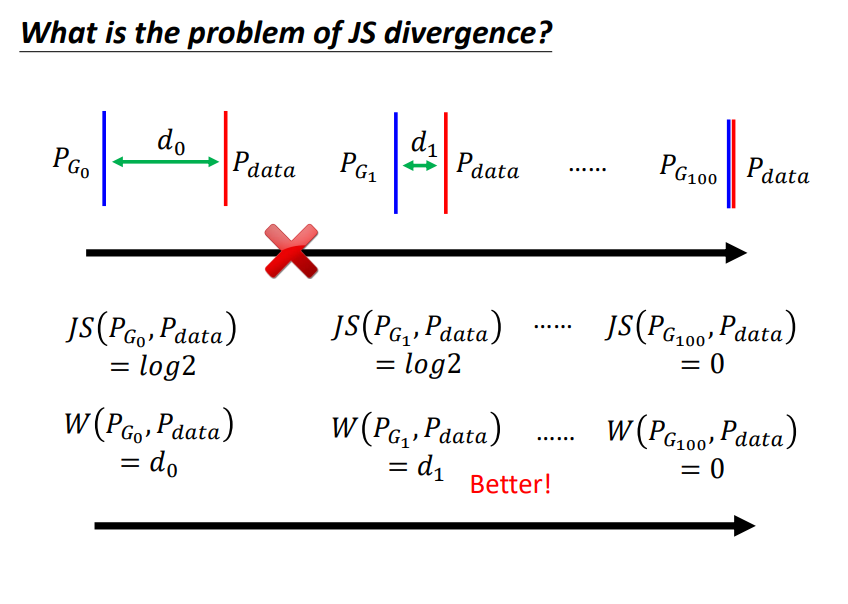 What is the problem of JS divergence?
P_{G_0} d_0 P_{data} P_{G_1} d_1 P_{data} ⋯⋯ P_{G_{100}} P_{data}
JS(P_{G_0}, P_{data}) JS(P_{G_1}, P_{data}) ⋯⋯ JS(P_{G_{100}}, P_{data})
= log2 = log2 = 0
W(P_{G_0}, P_{data}) W(P_{G_1}, P_{data}) ⋯⋯ W(P_{G_{100}}, P_{data})
= d_0 = d_1 = 0
Better!